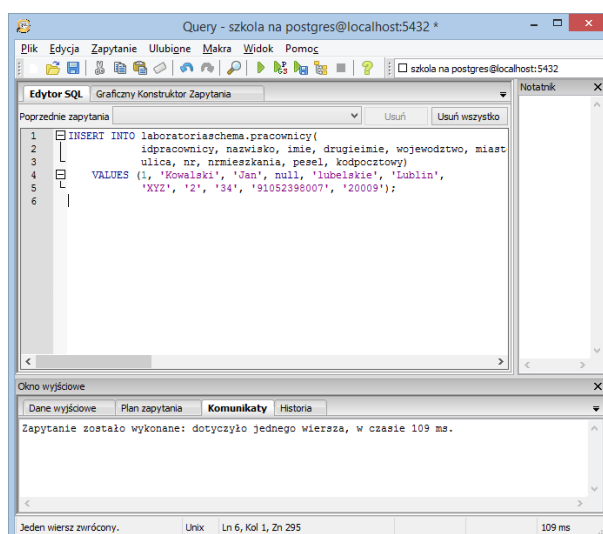 Query - szkola na postgres@localhost:5432 *
Plik Edycja Zapytanie Ulubione Makra Widok Pomoc
szkola na postgres@localhost:5432
Edytor SQL Graficzny Konstruktor Zapytania
Notatnik X
Poprzednie zapytania Usuń Usuń wszystko
1 INSERT INTO laboratoriaschema.pracownicy(
2 idpracownicy, nazwisko, imie, drugieimie, wojewodztwo, miast
3 ulica, nr, nrmieszkania, pesel, kodpocztowy)
4 VALUES (1, 'Kowalski', 'Jan', null, 'lubelskie', 'Lublin',
5 'XYZ', '2', '34', '91052398007', '20009');
6
Okno wyjściowe X
Dane wyjściowe Plan zapytania Komunikaty Historia
Zapytanie zostało wykonane: dotyczyło jednego wiersza, w czasie 109 ms.
Jeden wiersz zwrócony. Unix Ln 6, Kol 1, Zn 295 109 ms